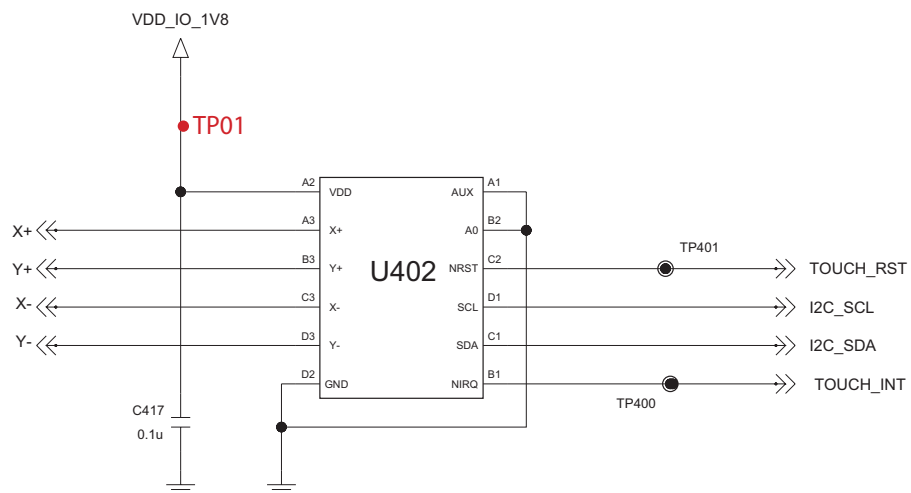 VDD_IO_1V8
TP01
A2 VDD AUX A1
X+ A3 X+ A0 B2
TP401
Y+ B3 Y+ U402 NRST C2 TOUCH_RST
X- C3 X- SCL D1 I2C_SCL
Y- D3 Y- SDA C1 I2C_SDA
D2 GND NIRQ B1 TOUCH_INT
TP400
C417
0.1u